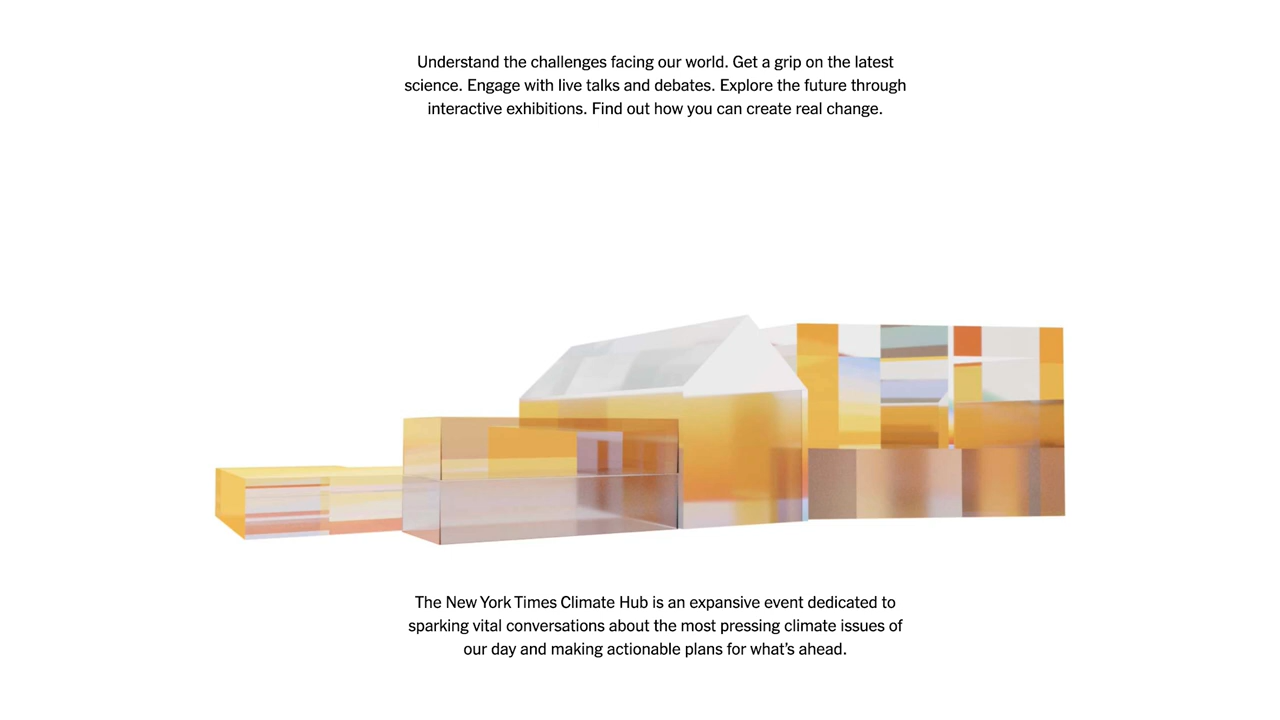 Understand the challenges facing our world. Get a grip on the latest
science. Engage with live talks and debates. Explore the future through
interactive exhibitions. Find out how you can create real change.
The New York Times Climate Hub is an expansive event dedicated to
sparking vital conversations about the most pressing climate issues of
our day and making actionable plans for what’s ahead.